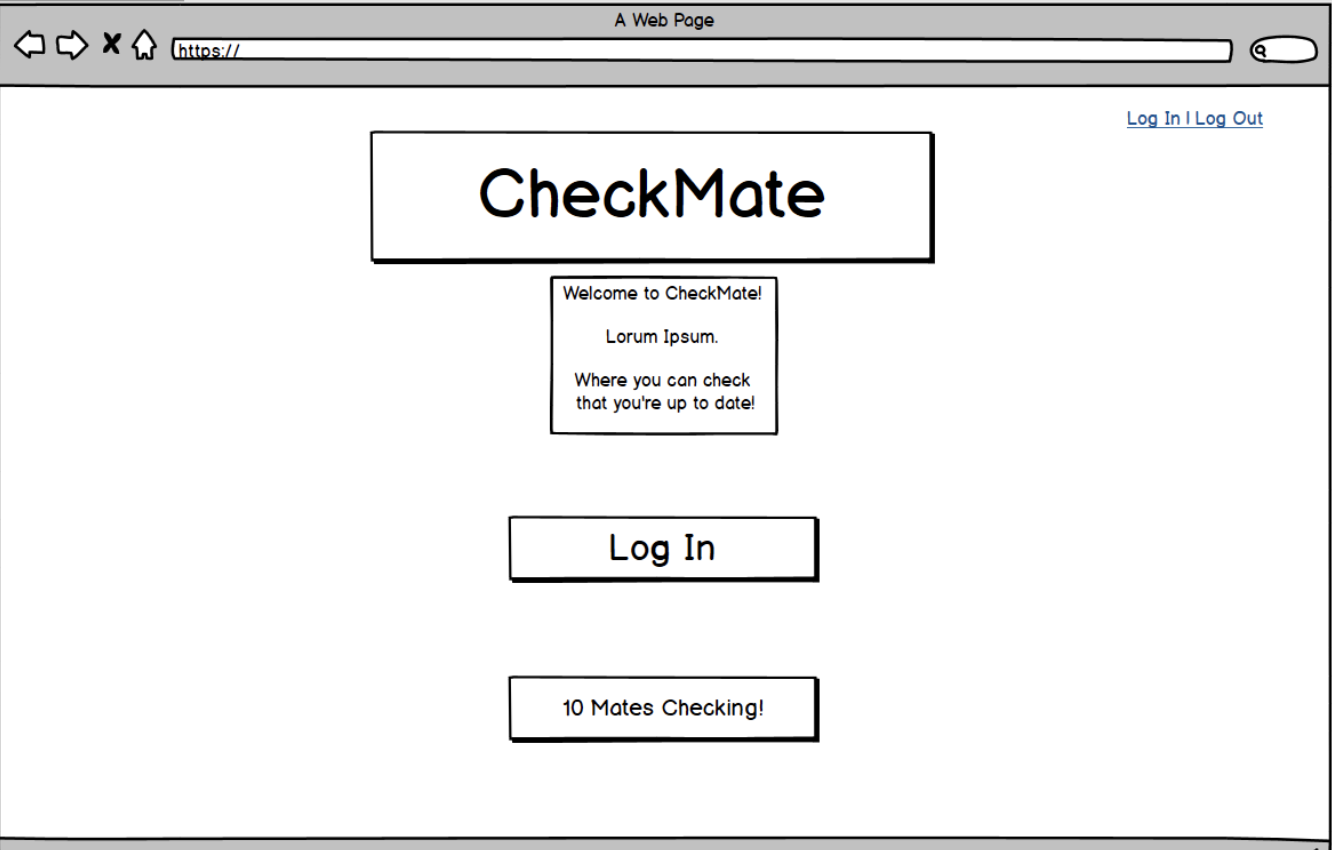 A Web Page
https://
Log In | Log Out
CheckMate
Welcome to CheckMate!
Lorum Ipsum.
Where you can check
that you're up to date!
Log In
10 Mates Checking!